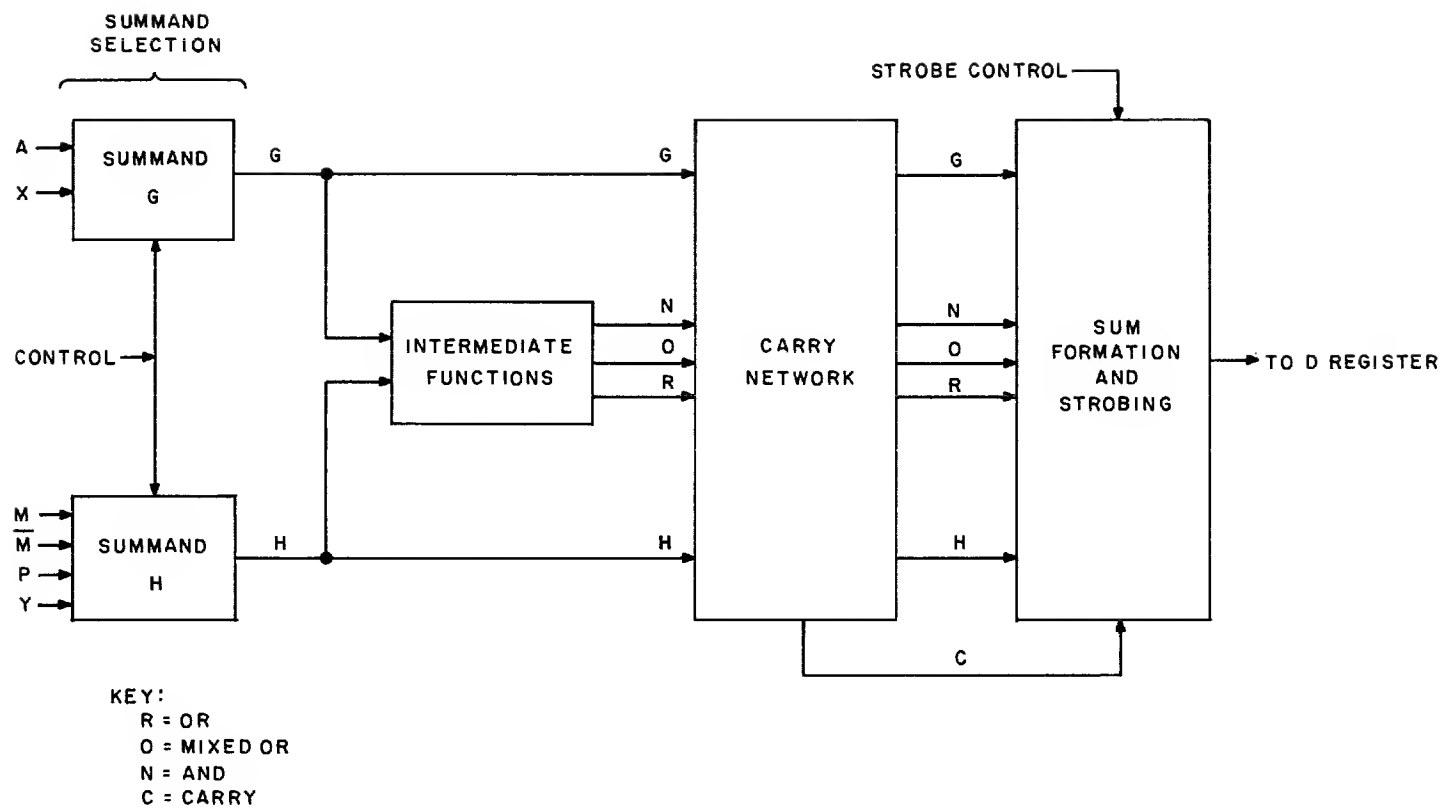 SUMMAND
SELECTION
STROBE CONTROL
A
X
SUMMAND
G
G
G
G
CONTROL
INTERMEDIATE
FUNCTIONS
N
O
R
CARRY
NETWORK
N
O
R
SUM
FORMATION
AND
STROBING
TO D REGISTER
M
M̅
P
Y
SUMMAND
H
H
H
H
C
KEY:
R = OR
O = MIXED OR
N = AND
C = CARRY